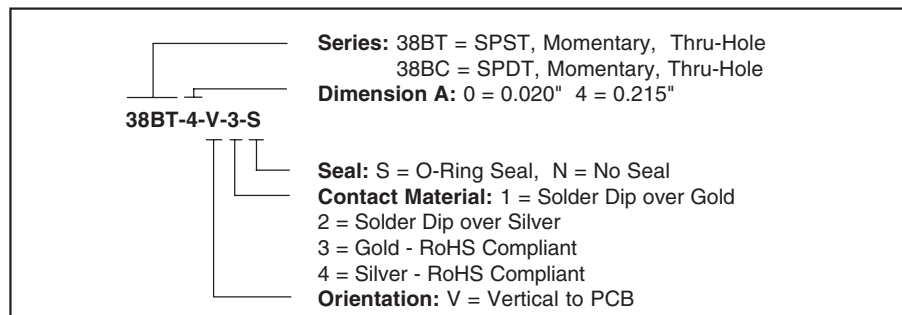 Series: 38BT = SPST, Momentary, Thru-Hole
38BC = SPDT, Momentary, Thru-Hole
Dimension A: 0 = 0.020" 4 = 0.215"
38BT-4-V-3-S
Seal: S = O-Ring Seal, N = No Seal
Contact Material: 1 = Solder Dip over Gold
2 = Solder Dip over Silver
3 = Gold - RoHS Compliant
4 = Silver - RoHS Compliant
Orientation: V = Vertical to PCB